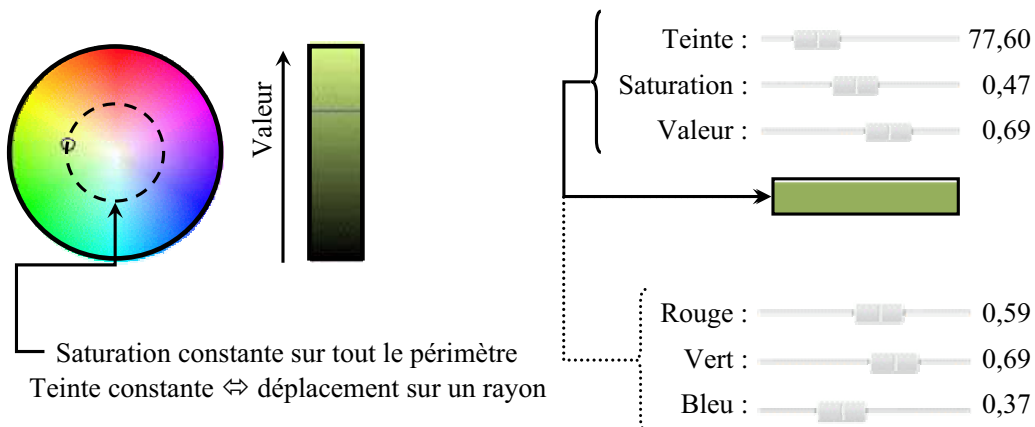 Valeur
Saturation constante sur tout le périmètre
Teinte constante ⇔ déplacement sur un rayon
Teinte : 77,60
Saturation : 0,47
Valeur : 0,69
Rouge : 0,59
Vert : 0,69
Bleu : 0,37